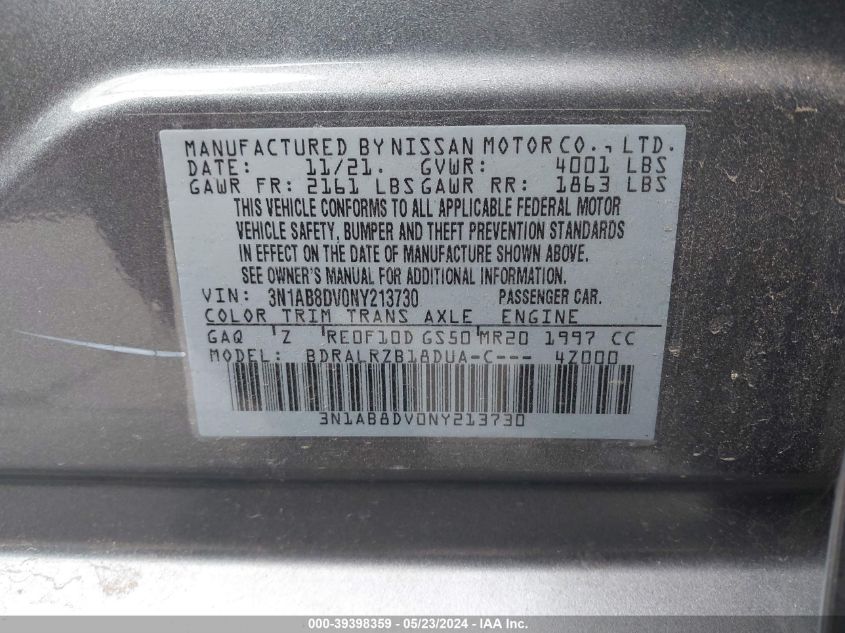 MANUFACTURED BY NISSAN MOTOR CO., LTD.
DATE: 11/21. GVWR: 4001 LBS
GAWR FR: 2161 LBS GAWR RR: 1863 LBS
THIS VEHICLE CONFORMS TO ALL APPLICABLE FEDERAL MOTOR
VEHICLE SAFETY, BUMPER AND THEFT PREVENTION STANDARDS
IN EFFECT ON THE DATE OF MANUFACTURE SHOWN ABOVE.
SEE OWNER'S MANUAL FOR ADDITIONAL INFORMATION.
VIN: 3N1AB8DV0NY213730 PASSENGER CAR.
COLOR TRIM TRANS AXLE ENGINE
GAQ Z RE0F10D GS50 MR20 1997 CC
MODEL: BDRALRZB18DUA-C--- 4Z000
3N1AB8DV0NY213730
000-39398359 - 05/23/2024 - IAA Inc.